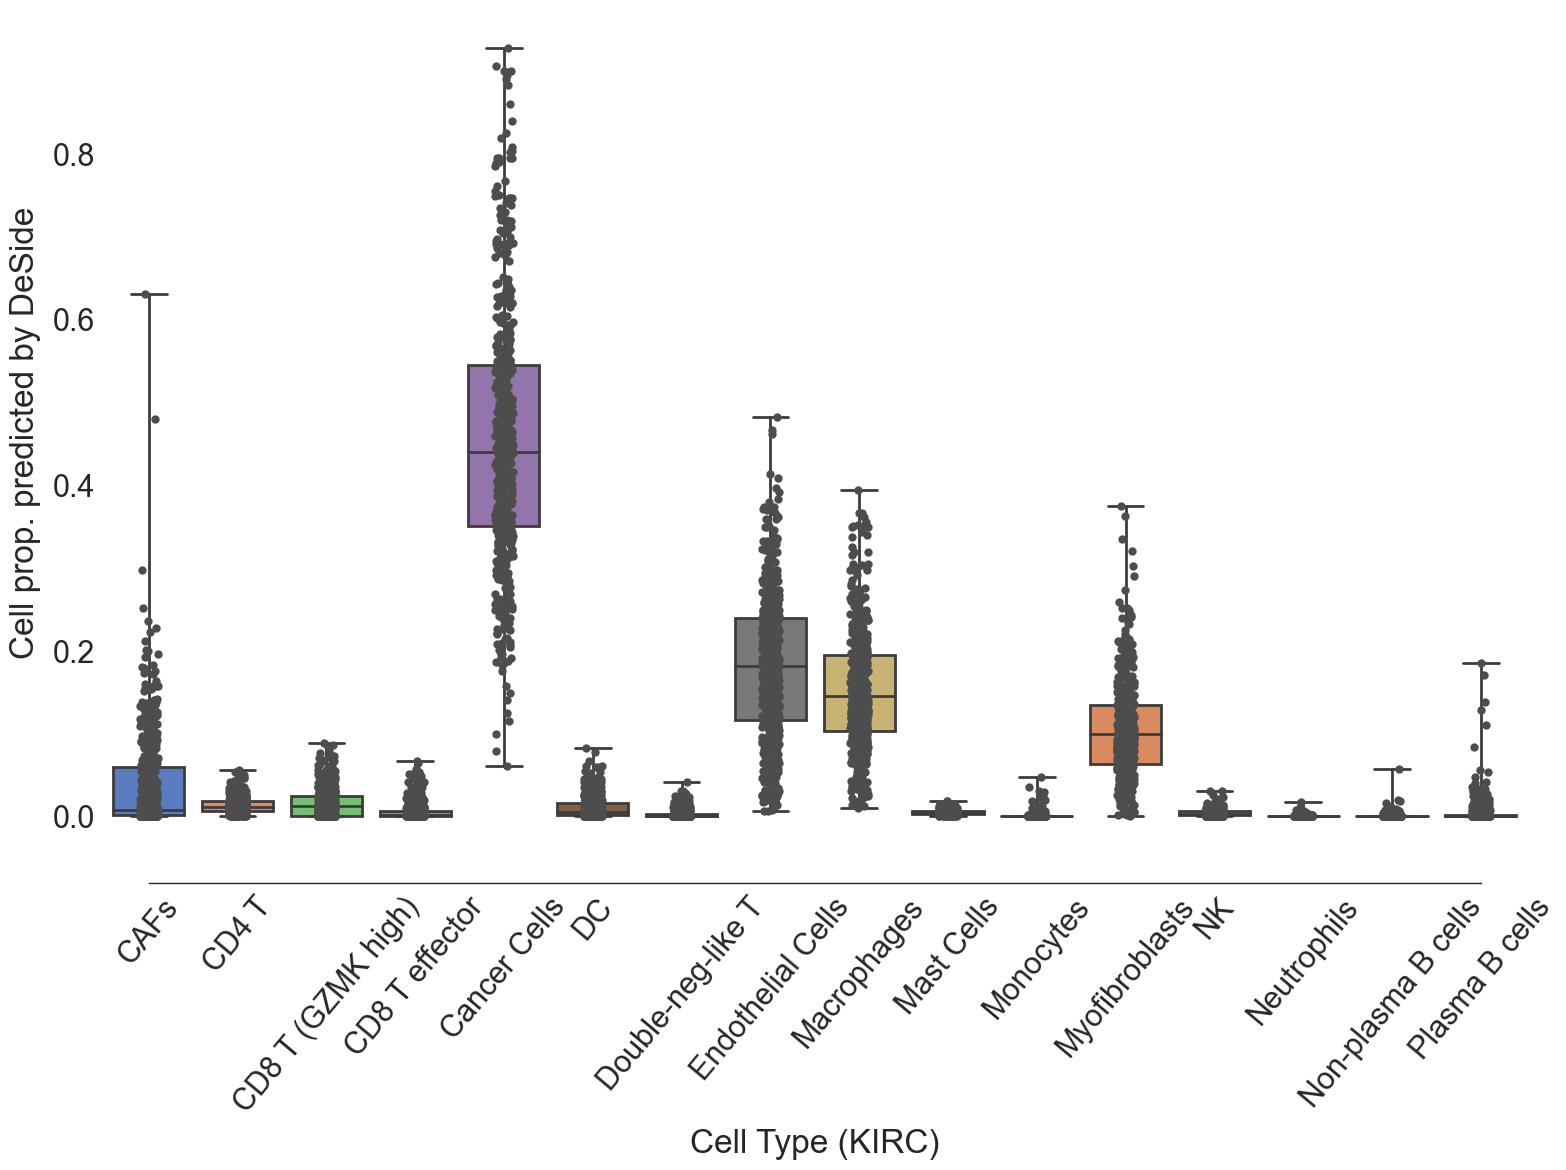 Cell prop. predicted by DeSide
0.8
0.6
0.4
0.2
0.0
CAFs
CD4 T
CD8 T (GZMK high)
CD8 T effector
Cancer Cells
DC
Double-neg-like T
Endothelial Cells
Macrophages
Mast Cells
Monocytes
Myofibroblasts
NK
Neutrophils
Non-plasma B cells
Plasma B cells
Cell Type (KIRC)